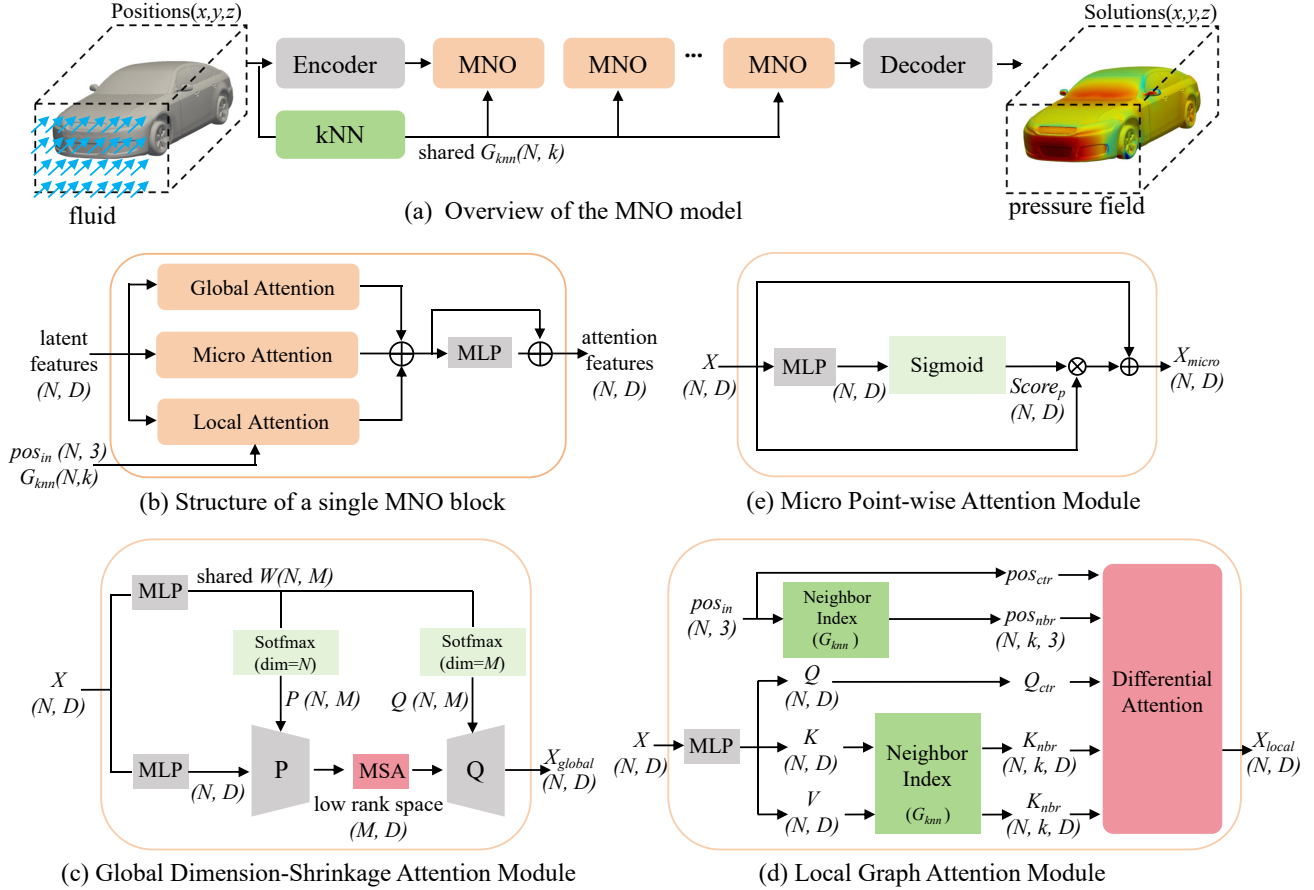 Positions(x,y,z)
Encoder
MNO
MNO
...
MNO
Decoder
Solutions(x,y,z)
kNN
shared G_knn(N, k)
fluid
pressure field
(a) Overview of the MNO model
Global Attention
Micro Attention
Local Attention
latent
features
(N, D)
pos_in (N, 3)
G_knn(N,k)
MLP
attention
features
(N, D)
(b) Structure of a single MNO block
X
(N, D)
MLP
(N, D)
Sigmoid
Score_p
(N, D)
X_micro
(N, D)
(e) Micro Point-wise Attention Module
X
(N, D)
MLP
shared W(N, M)
Sotfmax
(dim=N)
Sotfmax
(dim=M)
P (N, M)
Q (N, M)
MLP
(N, D)
P
MSA
Q
low rank space
(M, D)
X_global
(N, D)
(c) Global Dimension-Shrinkage Attention Module
pos_in
(N, 3)
Neighbor
Index
(G_knn )
pos_ctr
pos_nbr
(N, k, 3)
X
(N, D)
MLP
Q
(N, D)
Q_ctr
K
(N, D)
V
(N, D)
Neighbor
Index
(G_knn )
K_nbr
(N, k, D)
K_nbr
(N, k, D)
Differential
Attention
X_local
(N, D)
(d) Local Graph Attention Module